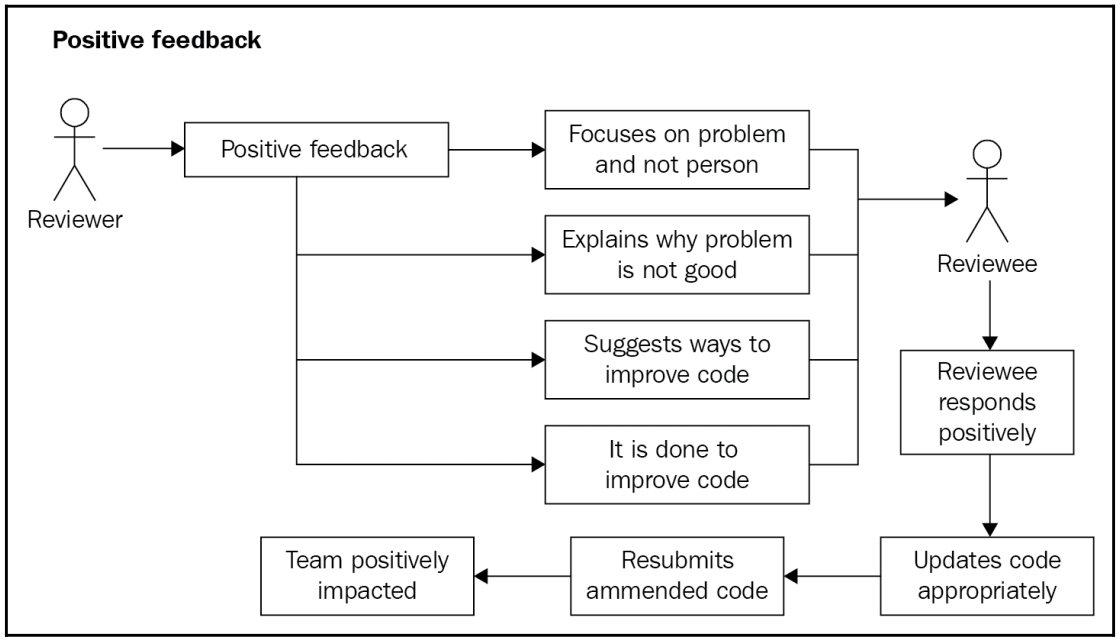 Positive feedback
Reviewer
Positive feedback
Focuses on problem
and not person
Explains why problem
is not good
Suggests ways to
improve code
It is done to
improve code
Reviewee
Reviewee
responds
positively
Updates code
appropriately
Resubmits
ammended code
Team positively
impacted